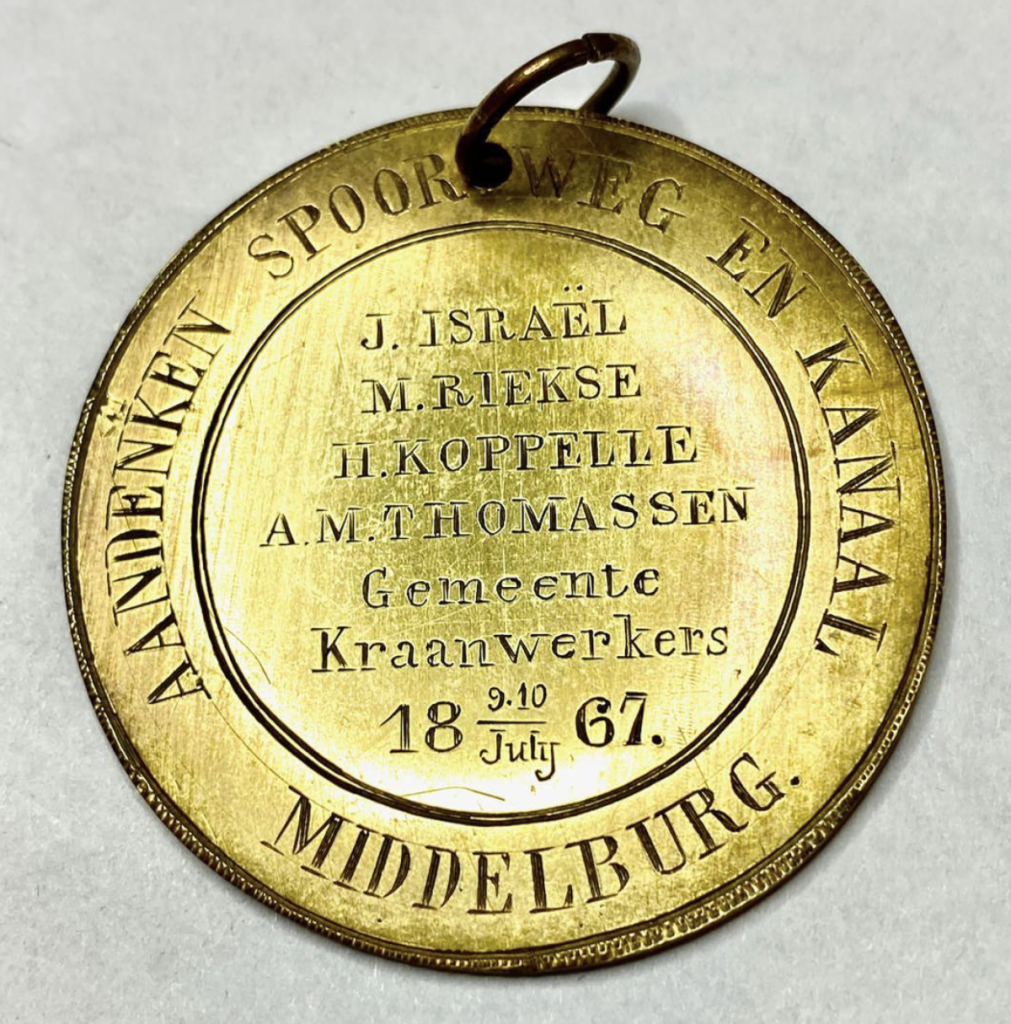 AANDENKEN SPOORWEG EN KANAAL
J. ISRAËL
M. RIEKSE
H. KOPPELLE
A.M. THOMASSEN
Gemeente
Kraanwerkers
18 9.10/July 67.
MIDDELBURG.